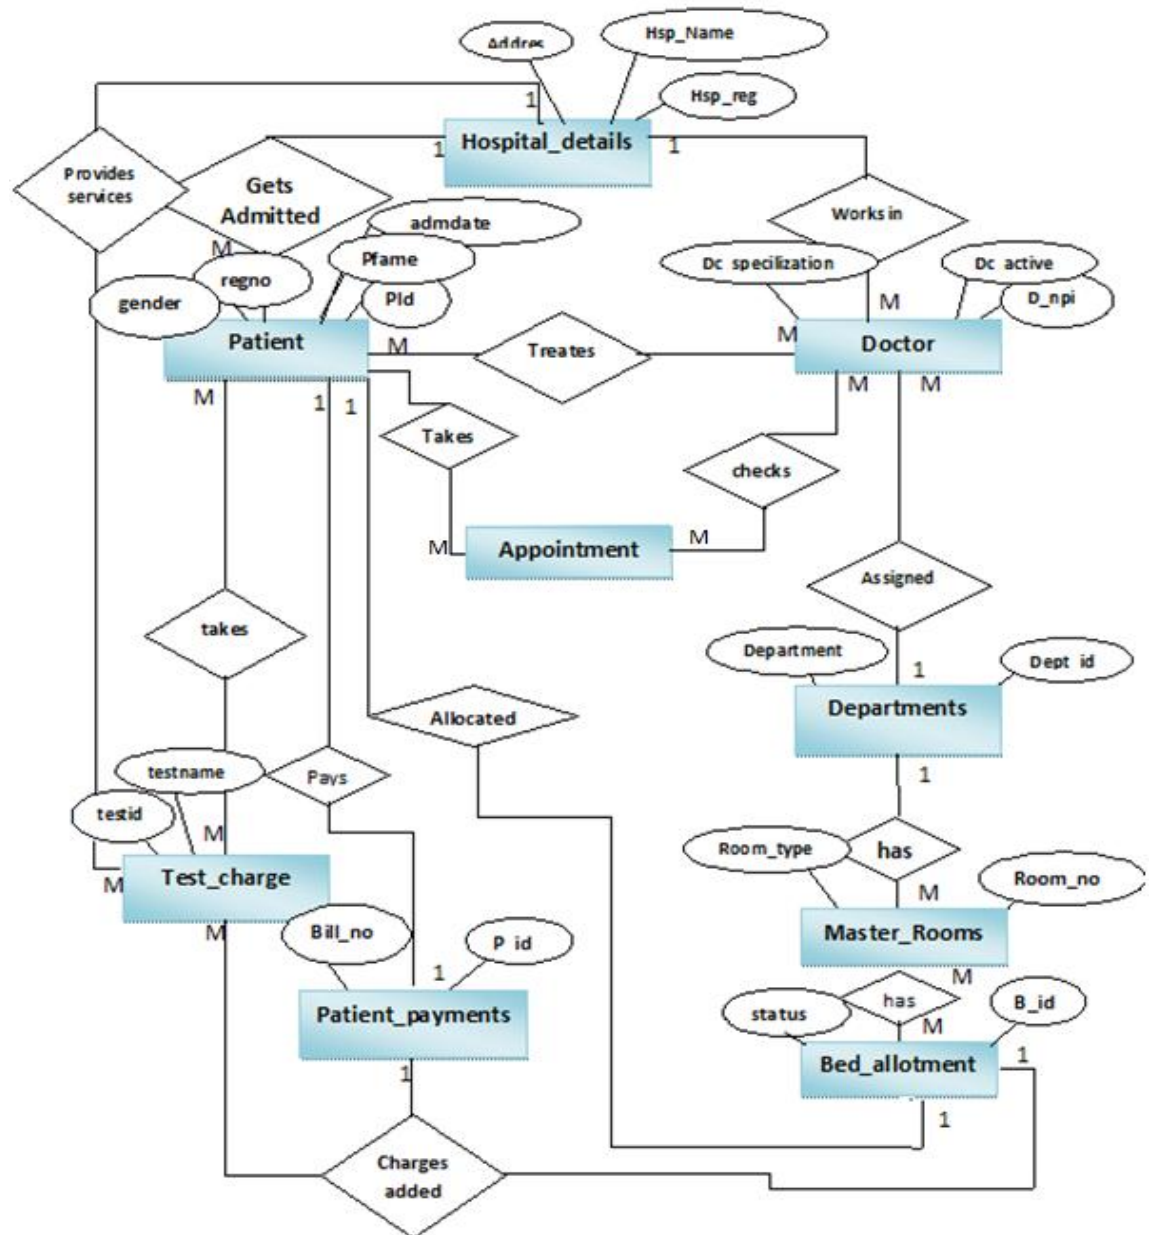 Addres
Hsp_Name
Hsp_reg
1
Hospital_details
1
1
Provides
services
Gets
Admitted
Works in
M
admdate
Pfame
PId
regno
gender
Dc specilization
Dc active
D_npi
M
Patient
M
Treates
M
Doctor
M
1
1
Takes
M
M
checks
M
Appointment
M
Assigned
takes
Department
Dept id
1
Departments
Allocated
1
testname
Pays
testid
M
Room_type
has
Room_no
M
M
Test_charge
M
Bill_no
P id
1
Master_Rooms
M
Patient_payments
status
has
B_id
M
Bed_allotment
1
1
1
Charges
added